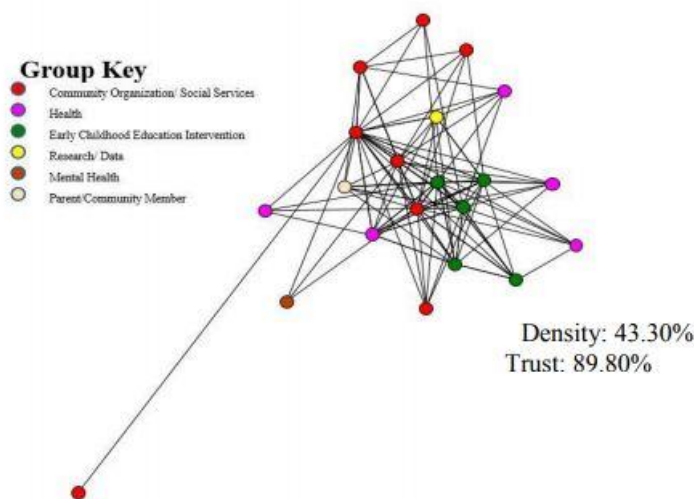 Group Key
Community Organization/ Social Services
Health
Early Childhood Education Intervention
Research/ Data
Mental Health
Parent/Community Member
Density: 43.30%
Trust: 89.80%